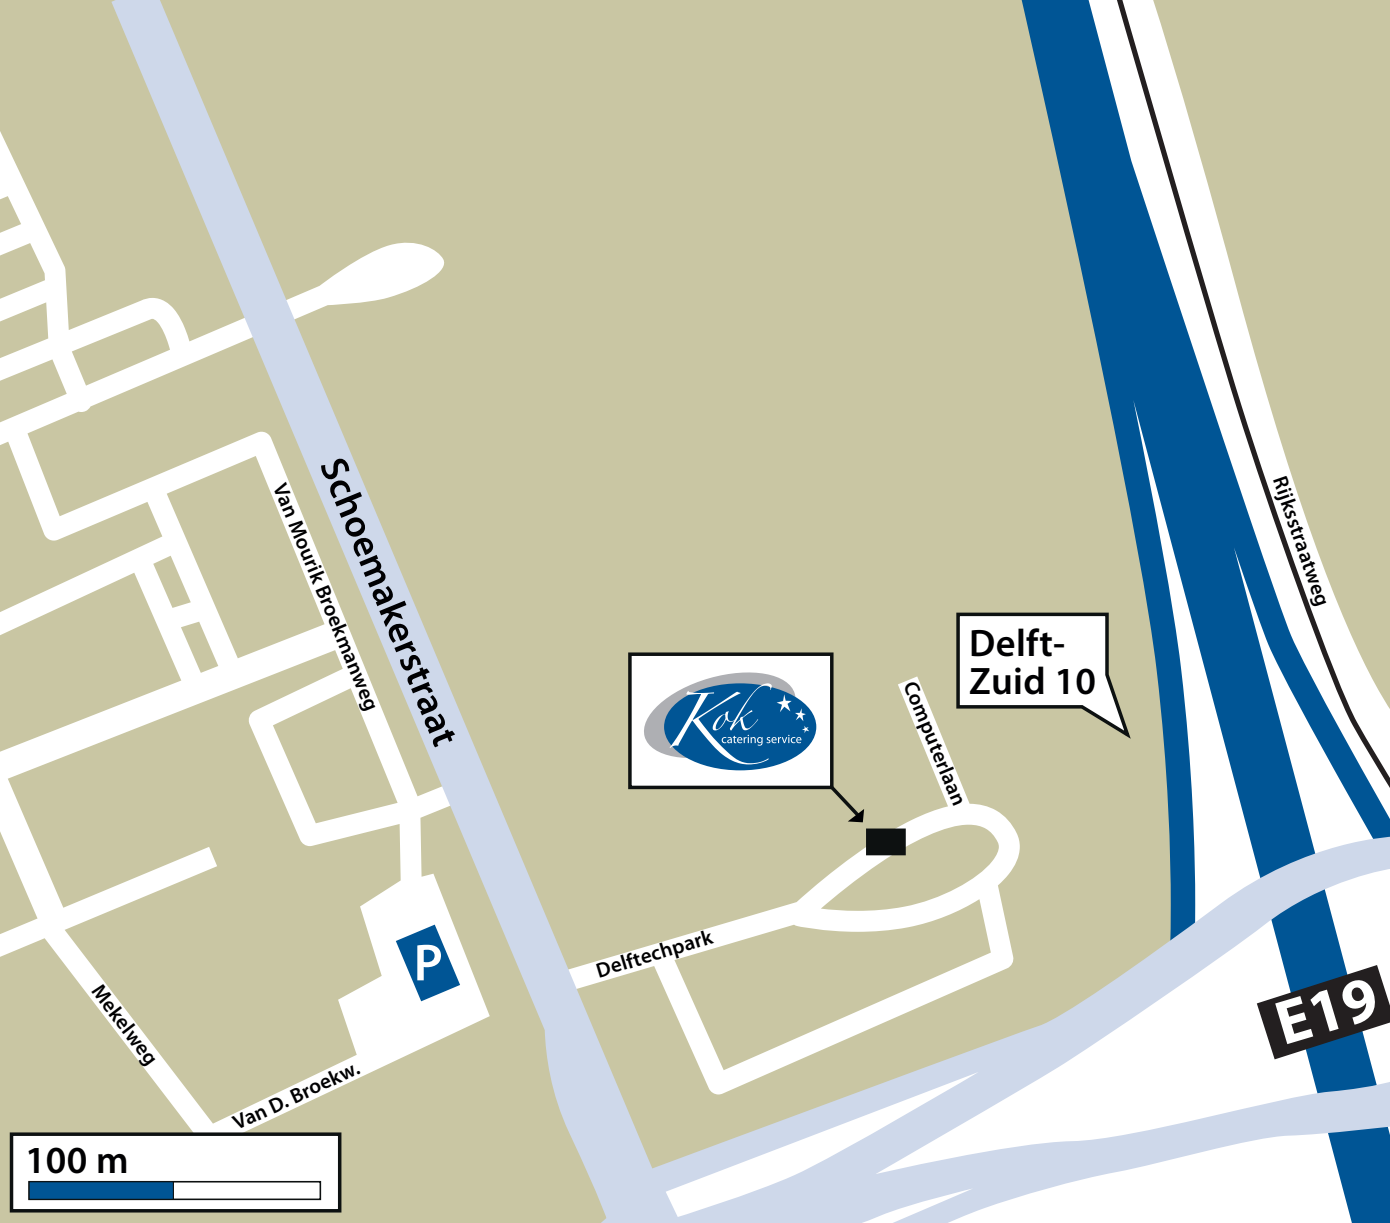 Schoemakerstraat
Van Mourik Broekmanweg
Rijksstraatweg
Delft-
Zuid 10
Kok
catering service
Computerlaan
Delftechpark
P
Mekelweg
Van D. Broekw.
E19
100 m